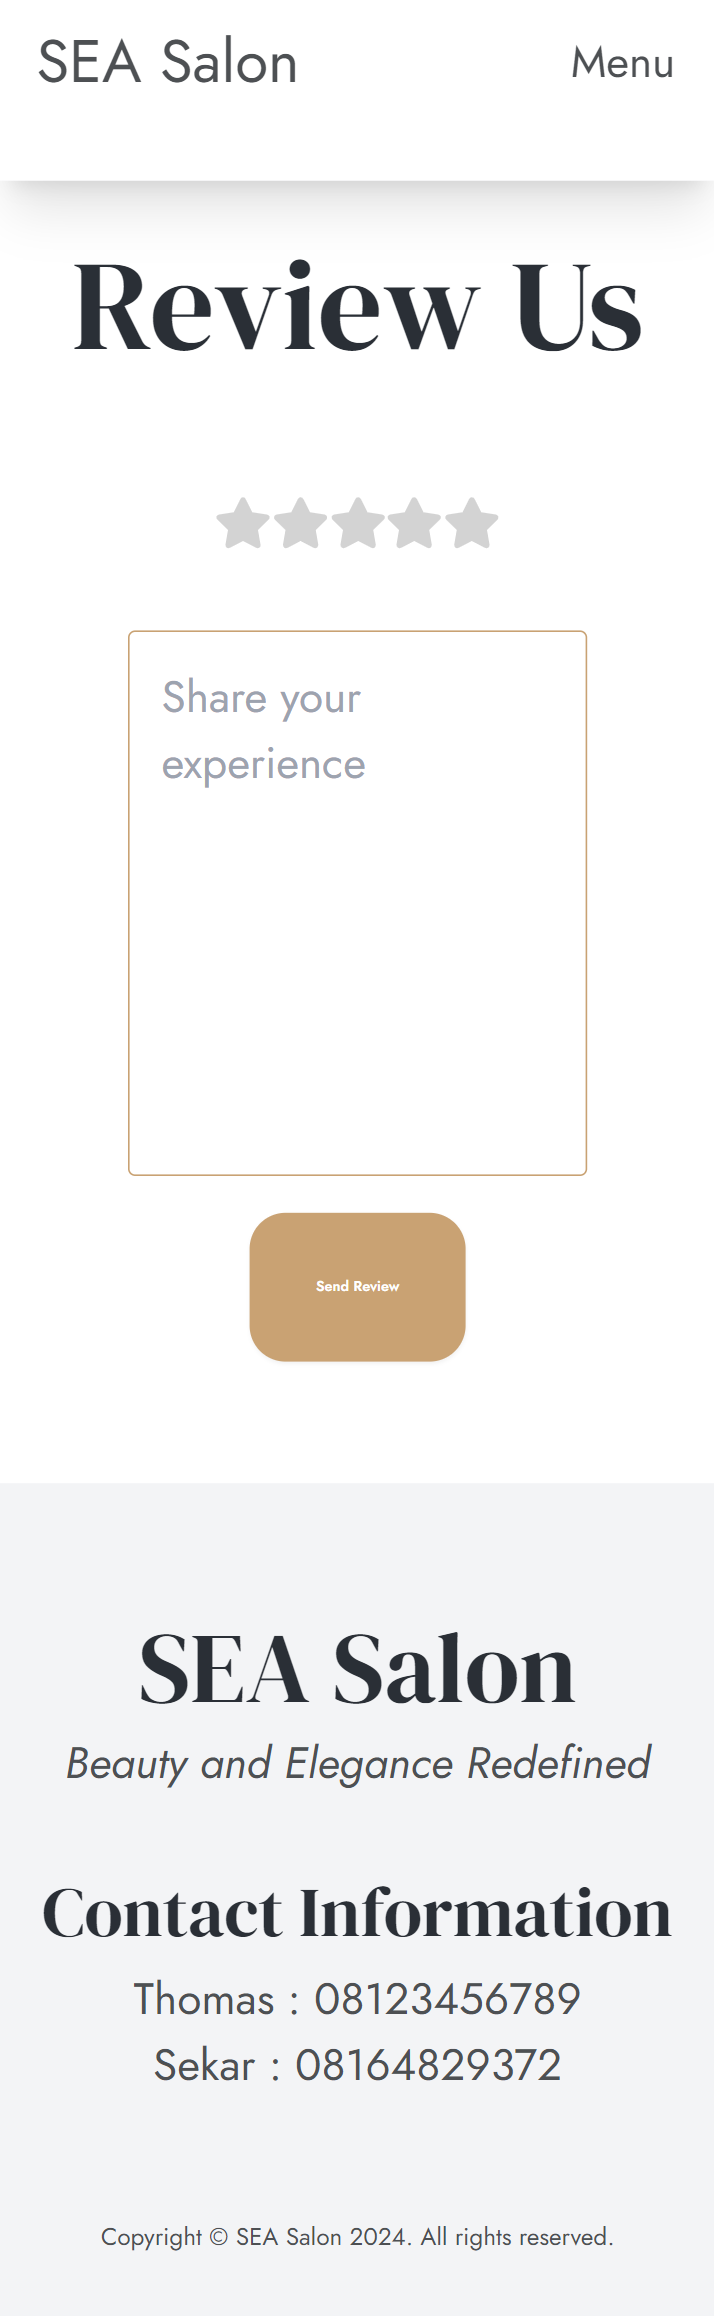 SEA Salon
Menu
Review Us
Share your
experience
Send Review
SEA Salon
Beauty and Elegance Redefined
Contact Information
Thomas : 08123456789
Sekar : 08164829372
Copyright © SEA Salon 2024. All rights reserved.